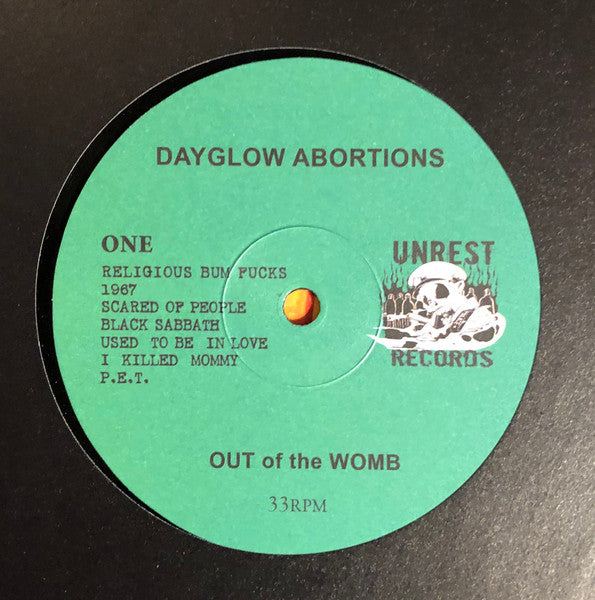 DAYGLOW ABORTIONS
ONE
RELIGIOUS BUM FUCKS
1967
SCARED OF PEOPLE
BLACK SABBATH
USED TO BE IN LOVE
I KILLED MOMMY
P.E.T.
UNREST
RECORDS
OUT of the WOMB
33RPM